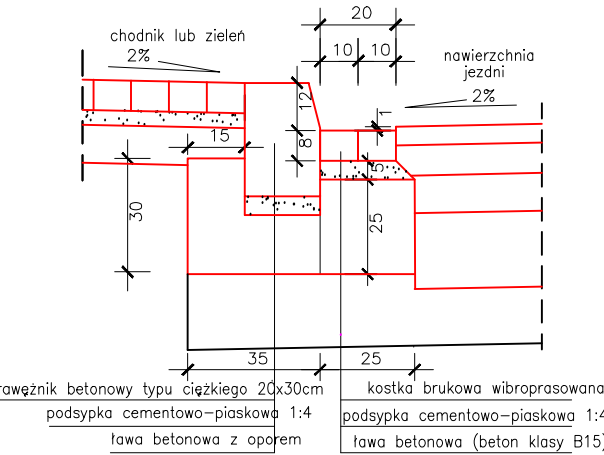 20
chodnik lub zieleń
2%
10 10
nawierzchnia
jezdni
2%
12
1
15
8
5
30
25
35
25
rawężnik betonowy typu ciężkiego 20x30cm
kostka brukowa wibroprasowana
podsypka cementowo-piaskowa 1:4
podsypka cementowo-piaskowa 1:4
ława betonowa z oporem
ława betonowa (beton klasy B15)